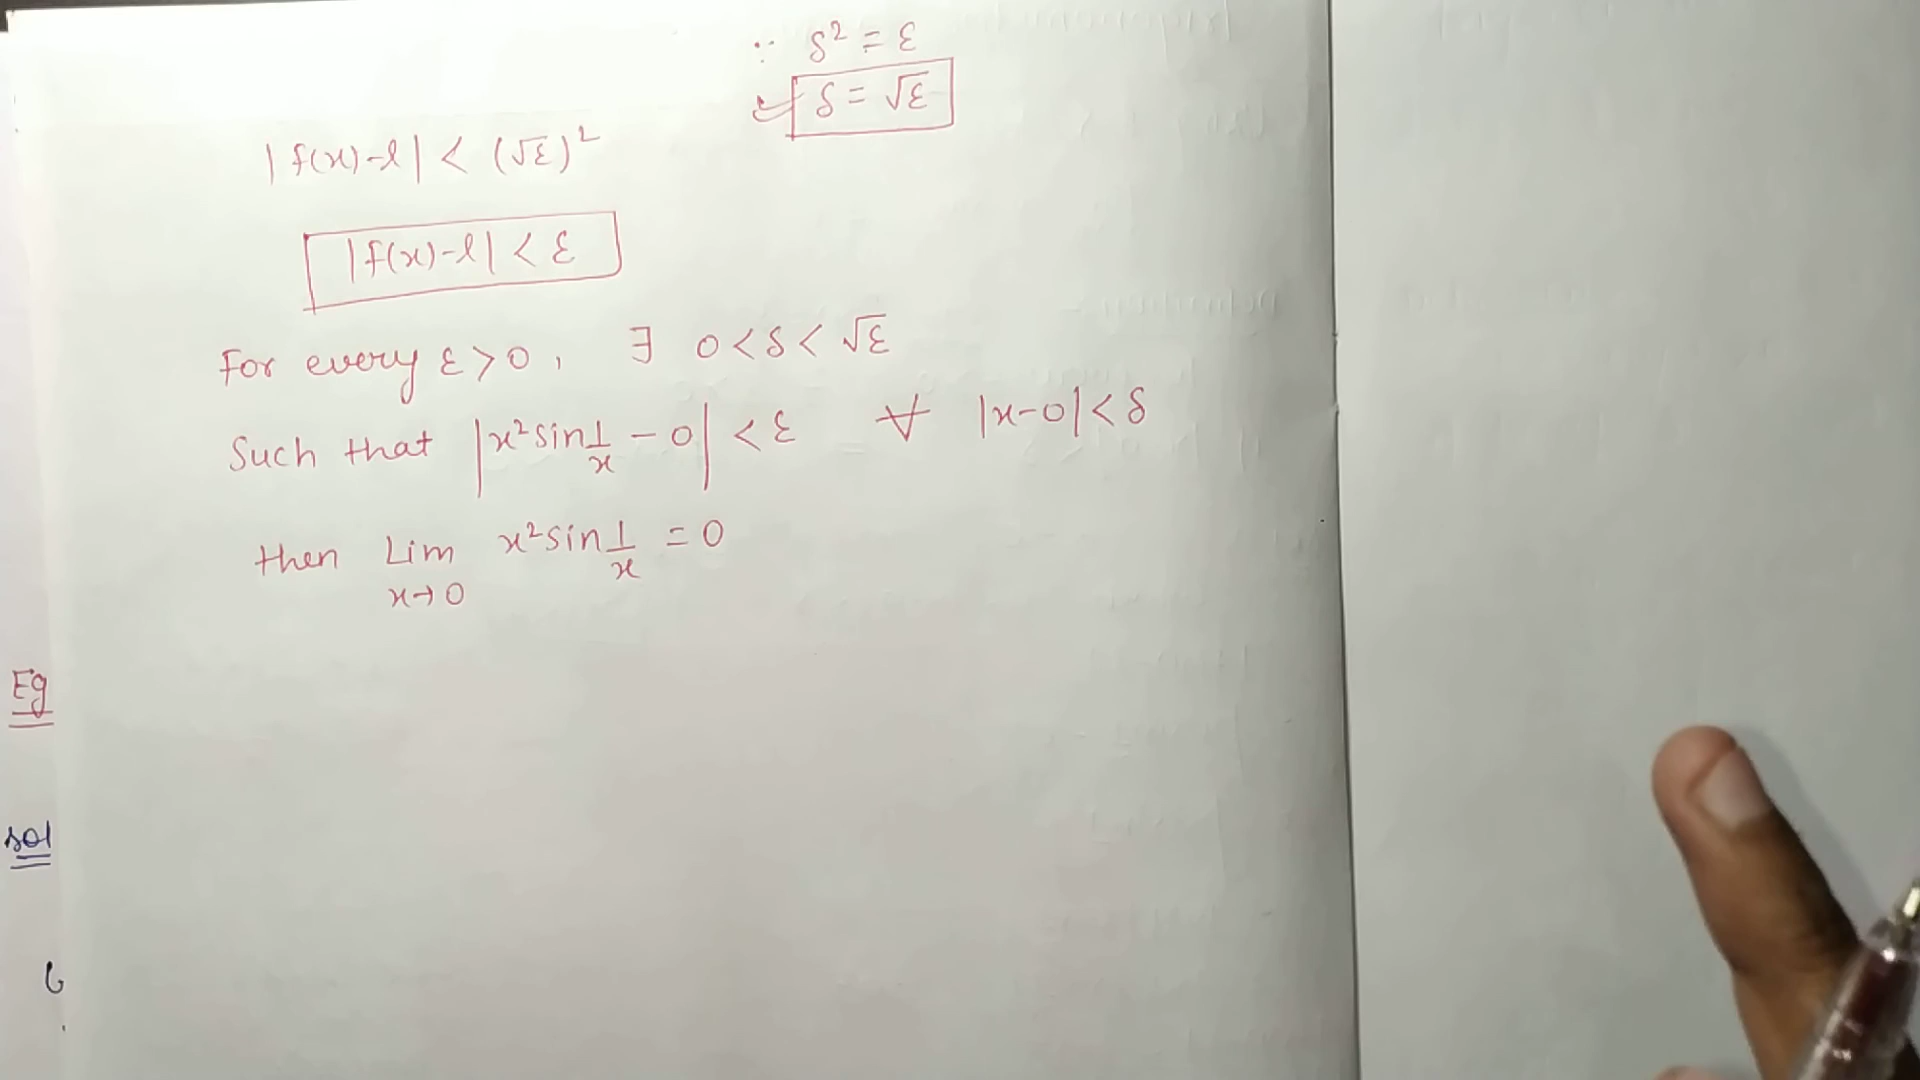 ∵ δ² = ε
δ = √ε
|f(x)-l| < (√ε)²
|f(x)-l| < ε
For every ε>0, ∃ 0<δ<√ε
Such that |x² sin 1/x - 0| < ε ∀ |x-0|<δ
then Lim x→0 x² sin 1/x = 0
Eg
sol